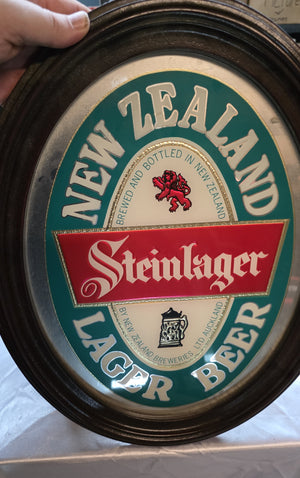 NEW ZEALAND
BREWED AND BOTTLED IN NEW ZEALAND
Steinlager
BY NEW ZEALAND BREWERIES LTD AUCKLAND
LAGER BEER